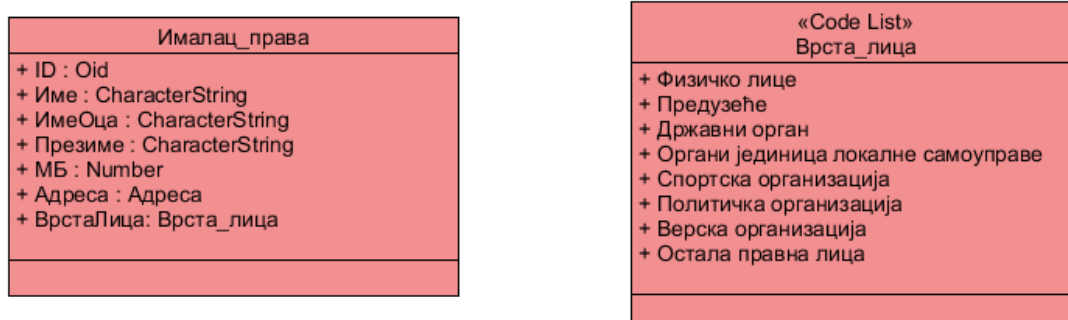 Ималац_права
+ ID : Oid
+ Име : CharacterString
+ ИмеОца : CharacterString
+ Презиме : CharacterString
+ МБ : Number
+ Адреса : Адреса
+ ВрстаЛица: Врста_лица
«Code List»
Врста_лица
+ Физичко лице
+ Предузеће
+ Државни орган
+ Органи јединица локалне самоуправе
+ Спортска организација
+ Политичка организација
+ Верска организација
+ Остала правна лица